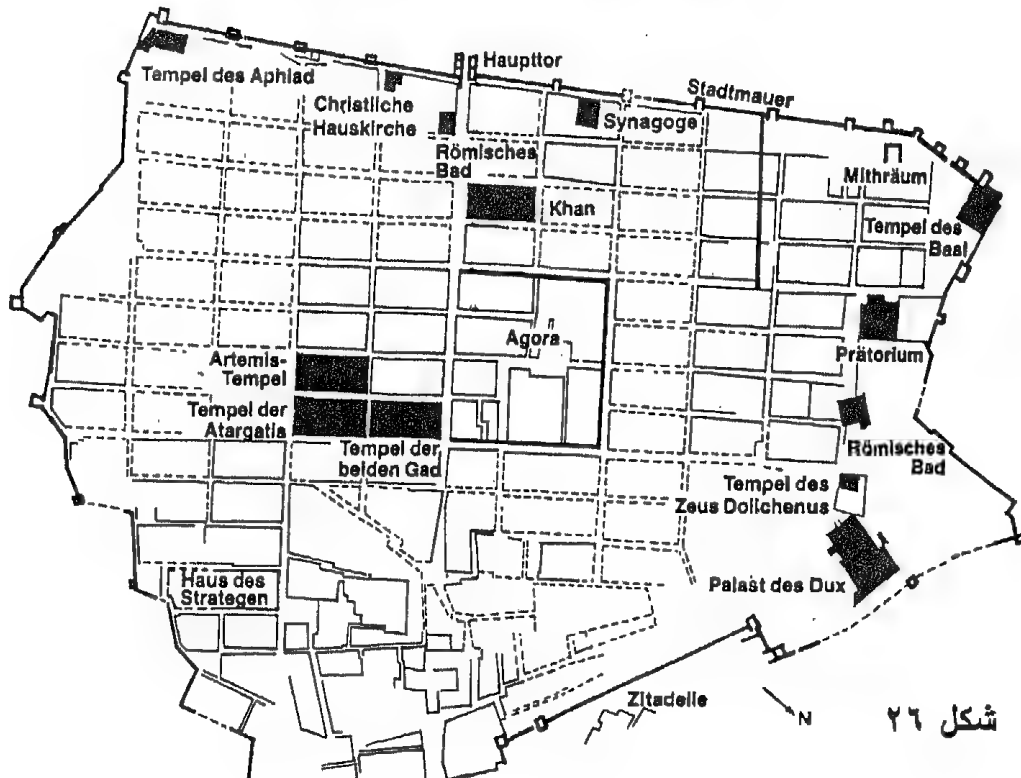 Haupttor
Tempel des Aphlad
Stadtmauer
Christliche
Hauskirche
Synagoge
Römisches
Bad
Mithräum
Khan
Tempel des
Baal
Agora
Prätorium
Artemis-
Tempel
Tempel der
Atargatis
Tempel der
beiden Gad
Römisches
Bad
Tempel des
Zeus Dolichenus
Palast des Dux
Haus des
Strategen
Zitadelle
N
شكل ٢٦